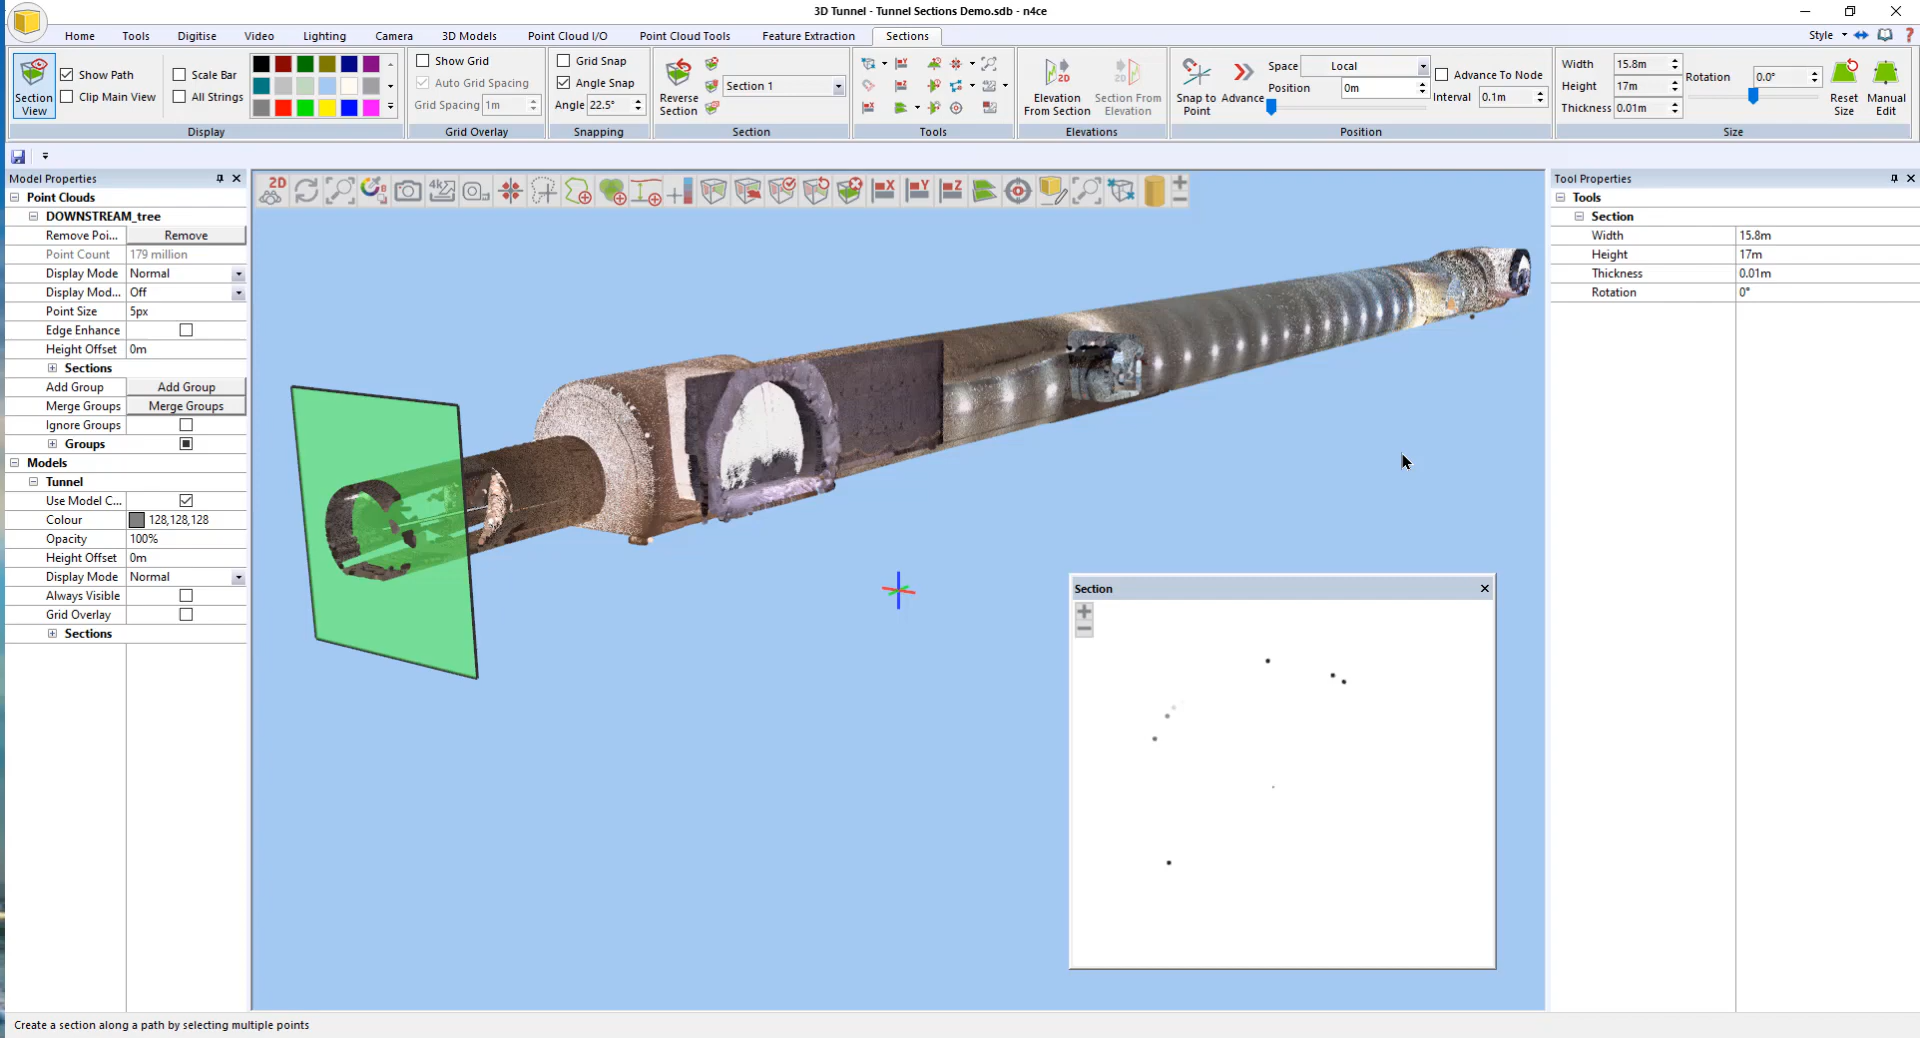 3D Tunnel - Tunnel Sections Demo.sdb - n4ce
Home Tools Digitise Video Lighting Camera 3D Models Point Cloud I/O Point Cloud Tools Feature Extraction Sections Style
Section View
Show Path
Clip Main View
Scale Bar
All Strings
Display
Show Grid
Auto Grid Spacing
Grid Spacing 1m
Grid Overlay
Grid Snap
Angle Snap
Angle 22.5°
Snapping
Reverse Section
Section 1
Section
Tools
Elevation From Section
Section From Elevation
Elevations
Snap to Point
Advance
Space Local
Position 0m
Advance To Node
Interval 0.1m
Position
Width 15.8m
Height 17m
Thickness 0.01m
Rotation 0.0°
Reset Size
Manual Edit
Size
Model Properties
Point Clouds
DOWNSTREAM_tree
Remove Poi... Remove
Point Count 179 million
Display Mode Normal
Display Mod... Off
Point Size 5px
Edge Enhance
Height Offset 0m
Sections
Add Group Add Group
Merge Groups Merge Groups
Ignore Groups
Groups
Models
Tunnel
Use Model C...
Colour 128,128,128
Opacity 100%
Height Offset 0m
Display Mode Normal
Always Visible
Grid Overlay
Sections
2D
4k
X
Y
Z
Section
Tool Properties
Tools
Section
Width 15.8m
Height 17m
Thickness 0.01m
Rotation 0°
Create a section along a path by selecting multiple points